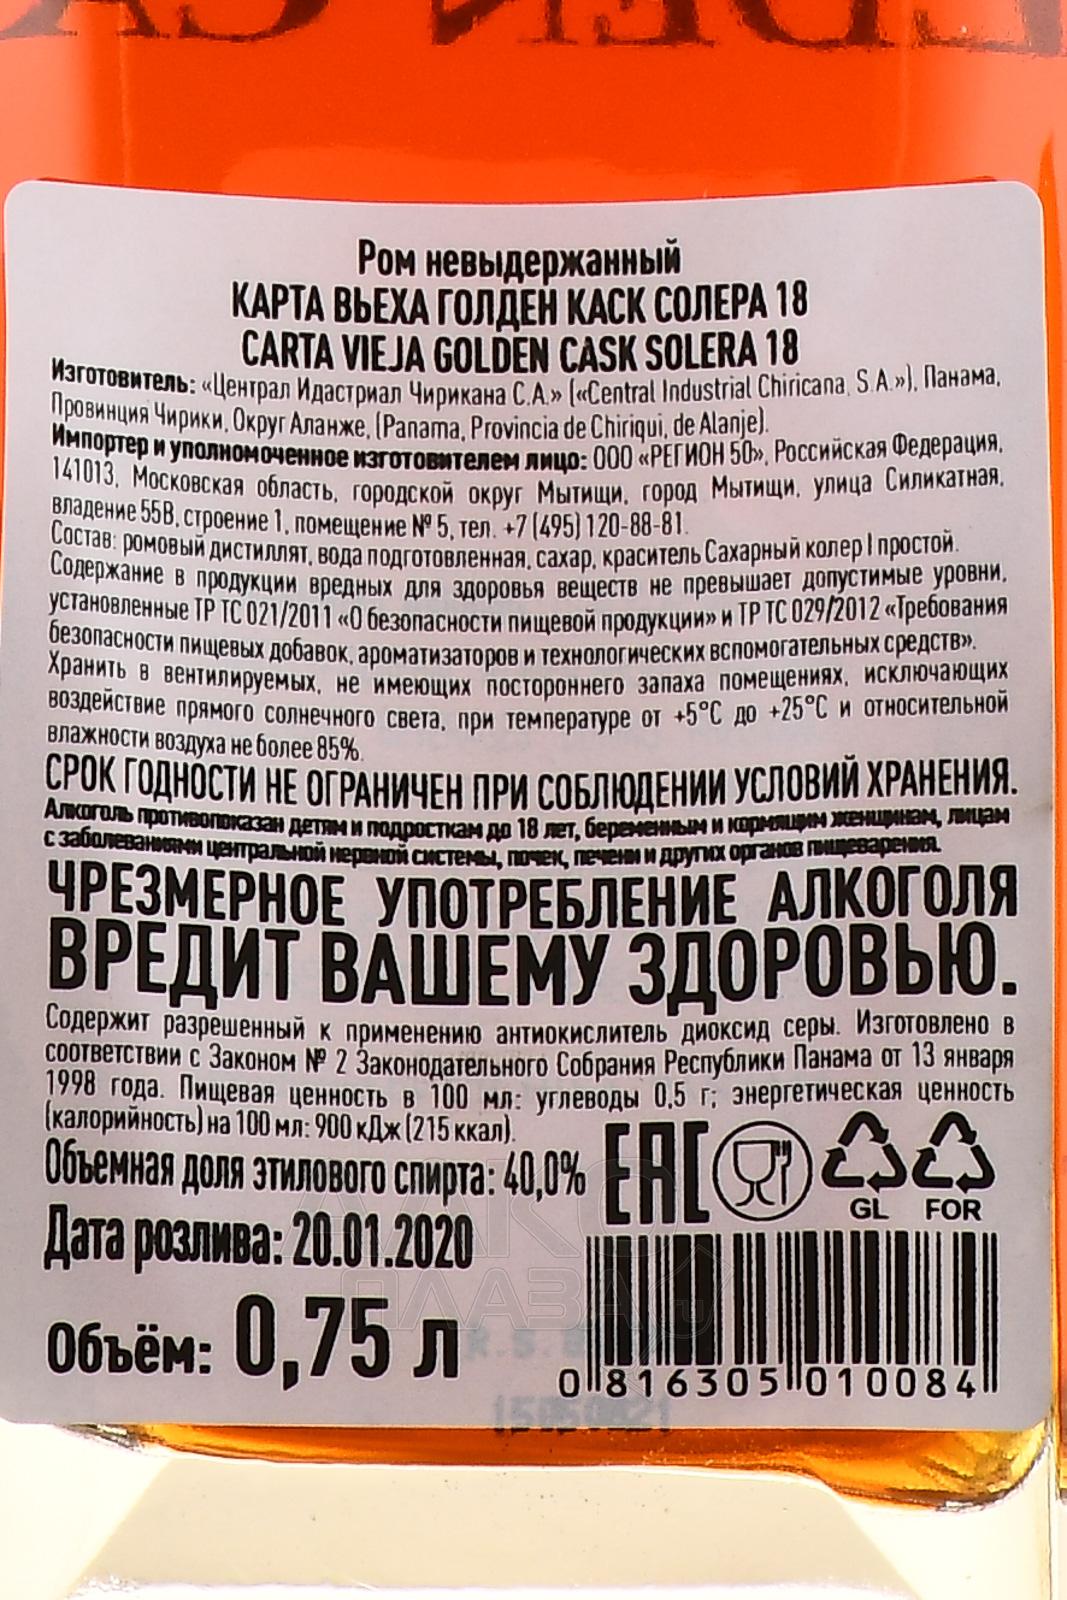 Ром невыдержанный
КАРТА ВЬЕХА ГОЛДЕН КАСК СОЛЕРА 18
CARTA VIEJA GOLDEN CASK SOLERA 18
Изготовитель: «Централ Идастриал Чирикана С.А.» («Central Industrial Chiricana, S.A.»), Панама,
Провинция Чирики, Округ Аланже, (Panama, Provincia de Chiriqui, de Alanje).
Импортер и уполномоченное изготовителем лицо: ООО «РЕГИОН 50», Российская Федерация,
141013, Московская область, городской округ Мытищи, город Мытищи, улица Силикатная,
владение 55В, строение 1, помещение № 5, тел. +7 (495) 120-88-81.
Состав: ромовый дистиллят, вода подготовленная, сахар, краситель Сахарный колер I простой.
Содержание в продукции вредных для здоровья веществ не превышает допустимые уровни,
установленные ТР ТС 021/2011 «О безопасности пищевой продукции» и ТР ТС 029/2012 «Требования
безопасности пищевых добавок, ароматизаторов и технологических вспомогательных средств».
Хранить в вентилируемых, не имеющих постороннего запаха помещениях, исключающих
воздействие прямого солнечного света, при температуре от +5°С до +25°С и относительной
влажности воздуха не более 85%.
СРОК ГОДНОСТИ НЕ ОГРАНИЧЕН ПРИ СОБЛЮДЕНИИ УСЛОВИЙ ХРАНЕНИЯ.
Алкоголь противопоказан детям и подросткам до 18 лет, беременным и кормящим женщинам, лицам
с заболеваниями центральной нервной системы, почек, печени и других органов пищеварения.
ЧРЕЗМЕРНОЕ УПОТРЕБЛЕНИЕ АЛКОГОЛЯ
ВРЕДИТ ВАШЕМУ ЗДОРОВЬЮ.
Содержит разрешенный к применению антиокислитель диоксид серы. Изготовлено в
соответствии с Законом № 2 Законодательного Собрания Республики Панама от 13 января
1998 года. Пищевая ценность в 100 мл: углеводы 0,5 г; энергетическая ценность
(калорийность) на 100 мл: 900 кДж (215 ккал).
Объемная доля этилового спирта: 40,0%
EAC
GL FOR
Дата розлива: 20.01.2020
АЛКО
ПЛАЗА
.ru
Объём: 0,75 л
0 816305 010084